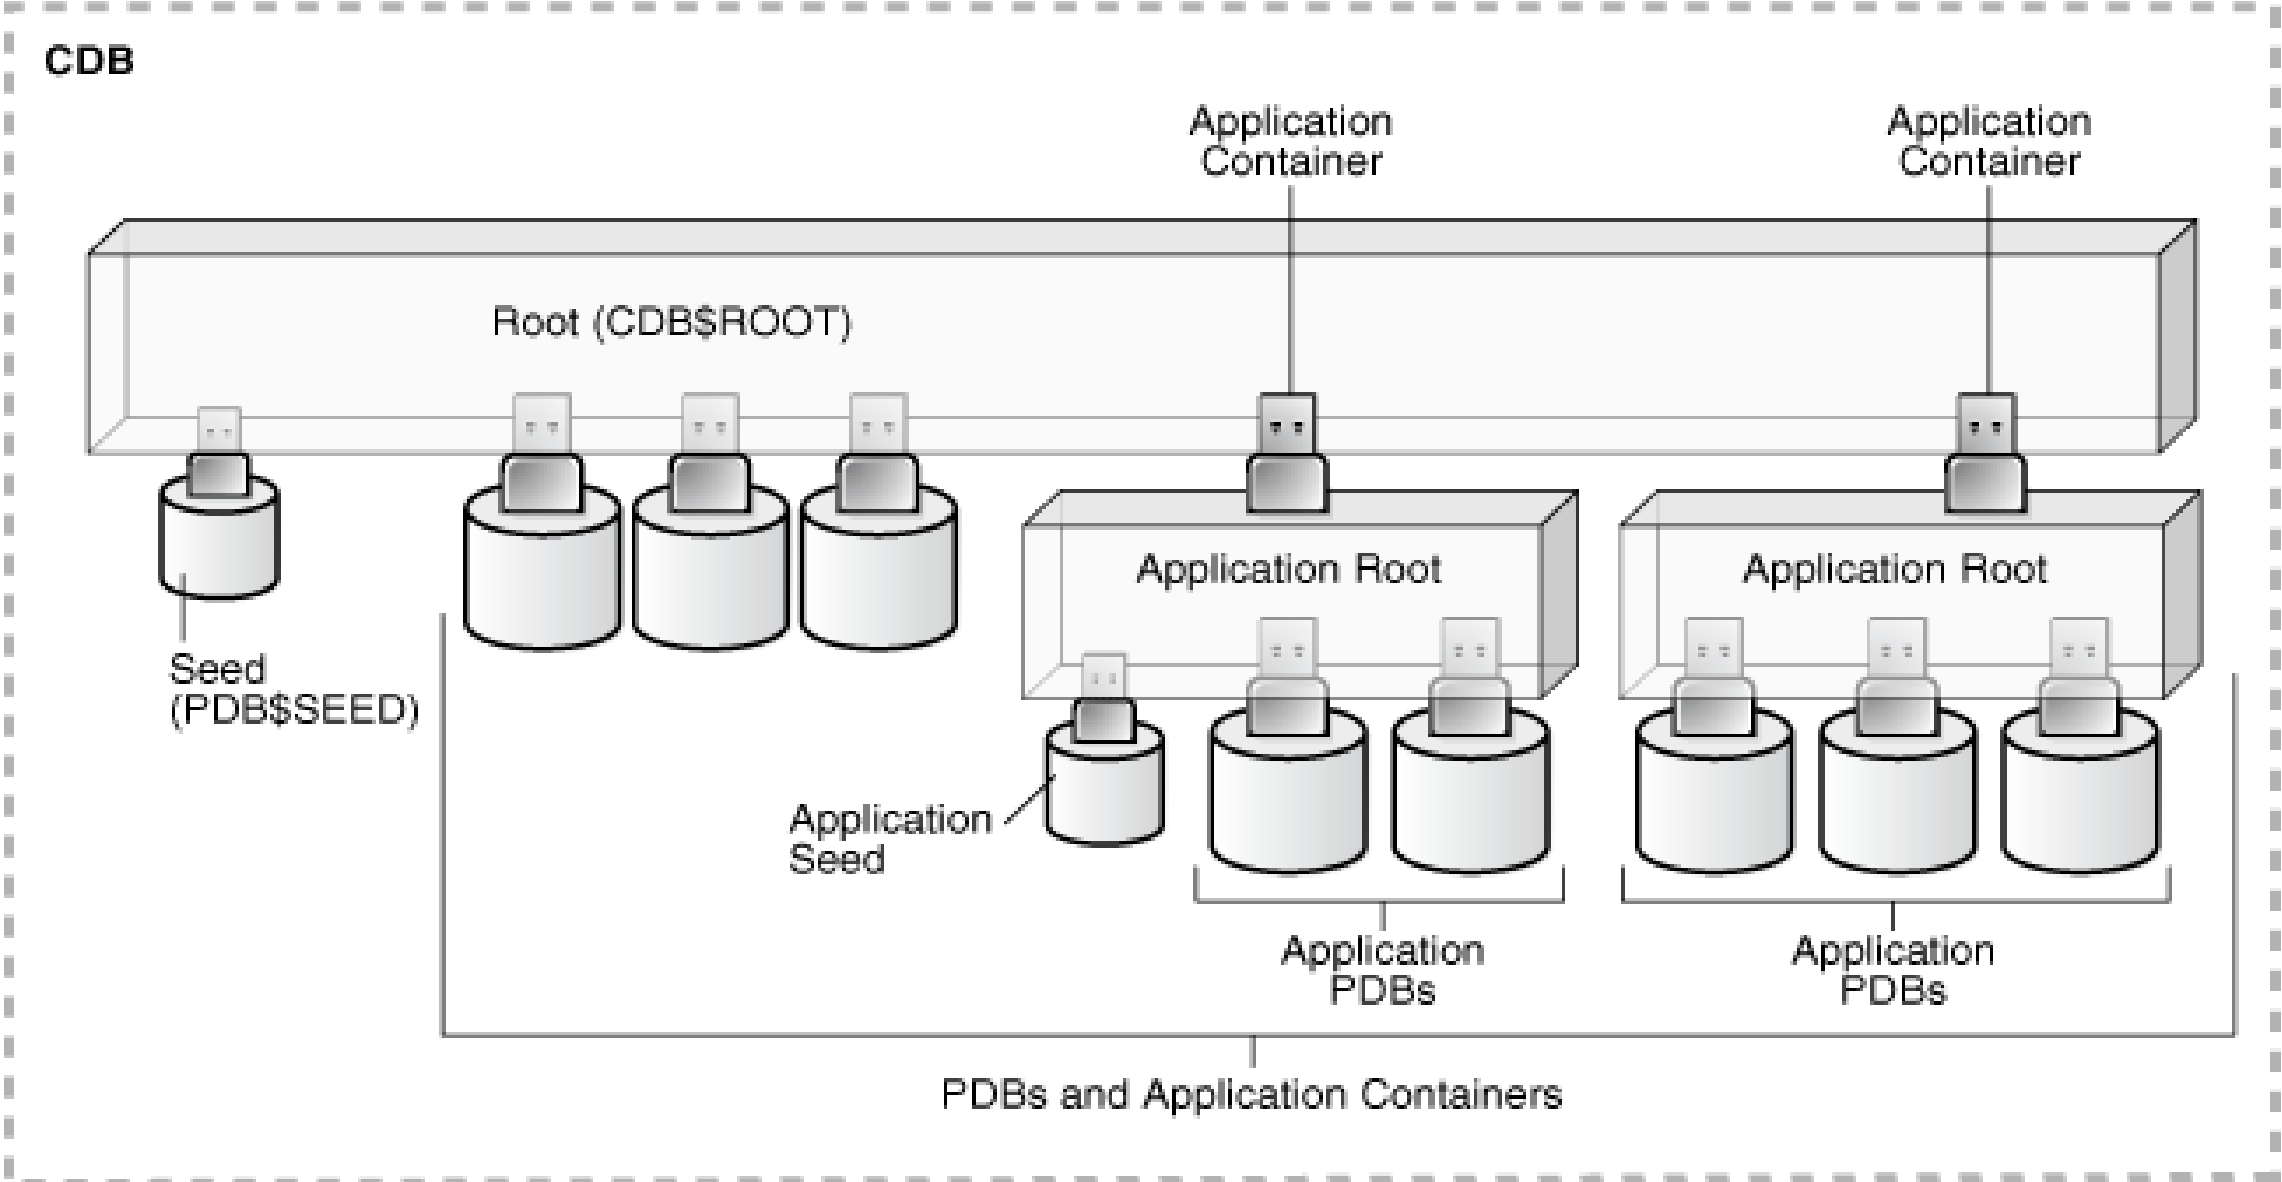 CDB
Application
Container
Application
Container
Root (CDB$ROOT)
Application Root
Application Root
Seed
(PDB$SEED)
Application
Seed
Application
PDBs
Application
PDBs
PDBs and Application Containers